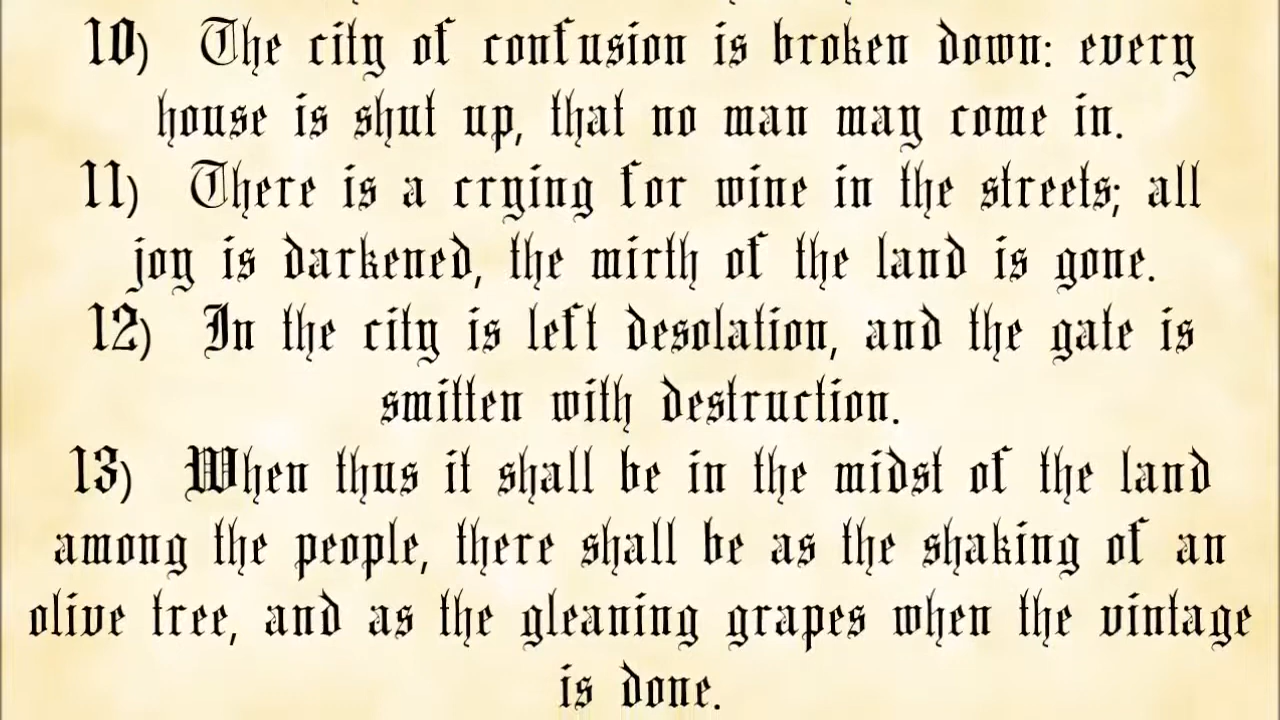 10) The city of confusion is broken down: every
house is shut up, that no man may come in.
11) There is a crying for wine in the streets; all
joy is darkened, the mirth of the land is gone.
12) In the city is left desolation, and the gate is
smitten with destruction.
13) When thus it shall be in the midst of the land
among the people, there shall be as the shaking of an
olive tree, and as the gleaning grapes when the vintage
is done.